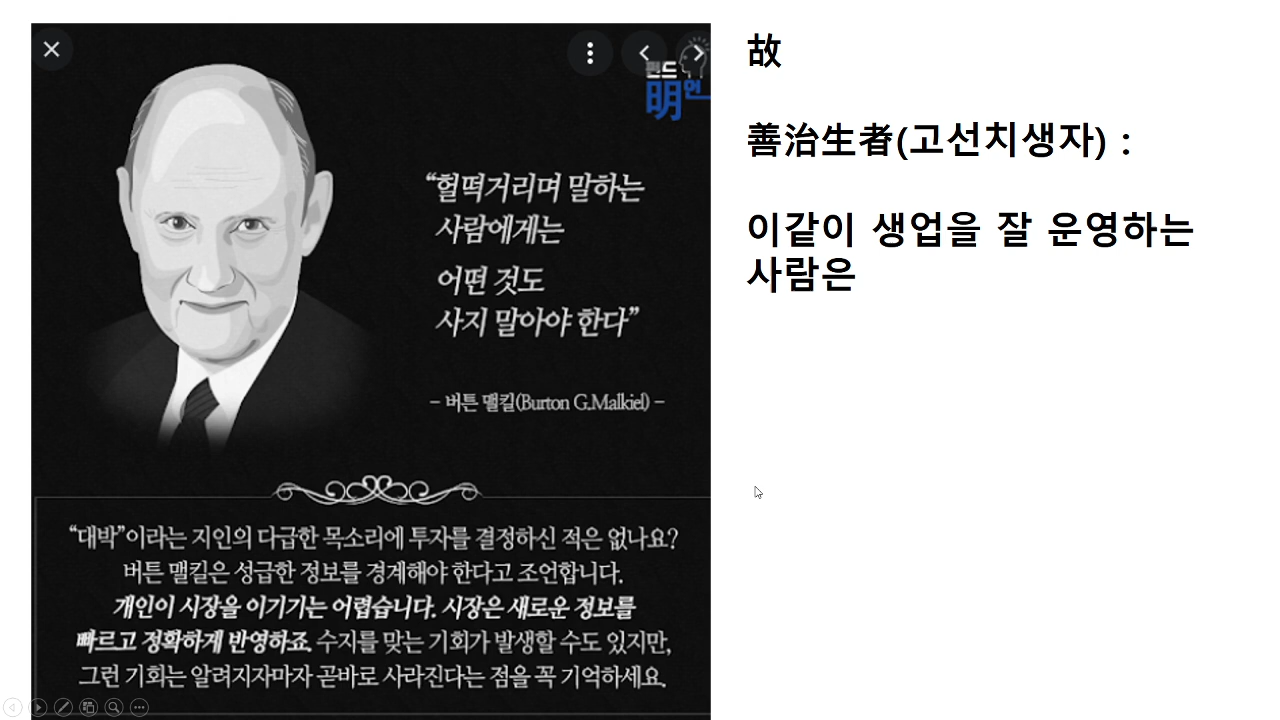 펀드
明언
“헐떡거리며 말하는
사람에게는
어떤 것도
사지 말아야 한다”
– 버튼 맬킬(Burton G.Malkiel) –
“대박”이라는 지인의 다급한 목소리에 투자를 결정하신 적은 없나요?
버튼 맬킬은 성급한 정보를 경계해야 한다고 조언합니다.
개인이 시장을 이기기는 어렵습니다. 시장은 새로운 정보를
빠르고 정확하게 반영하죠. 수지를 맞는 기회가 발생할 수도 있지만,
그런 기회는 알려지자마자 곧바로 사라진다는 점을 꼭 기억하세요.
故
善治生者(고선치생자) :
이같이 생업을 잘 운영하는
사람은